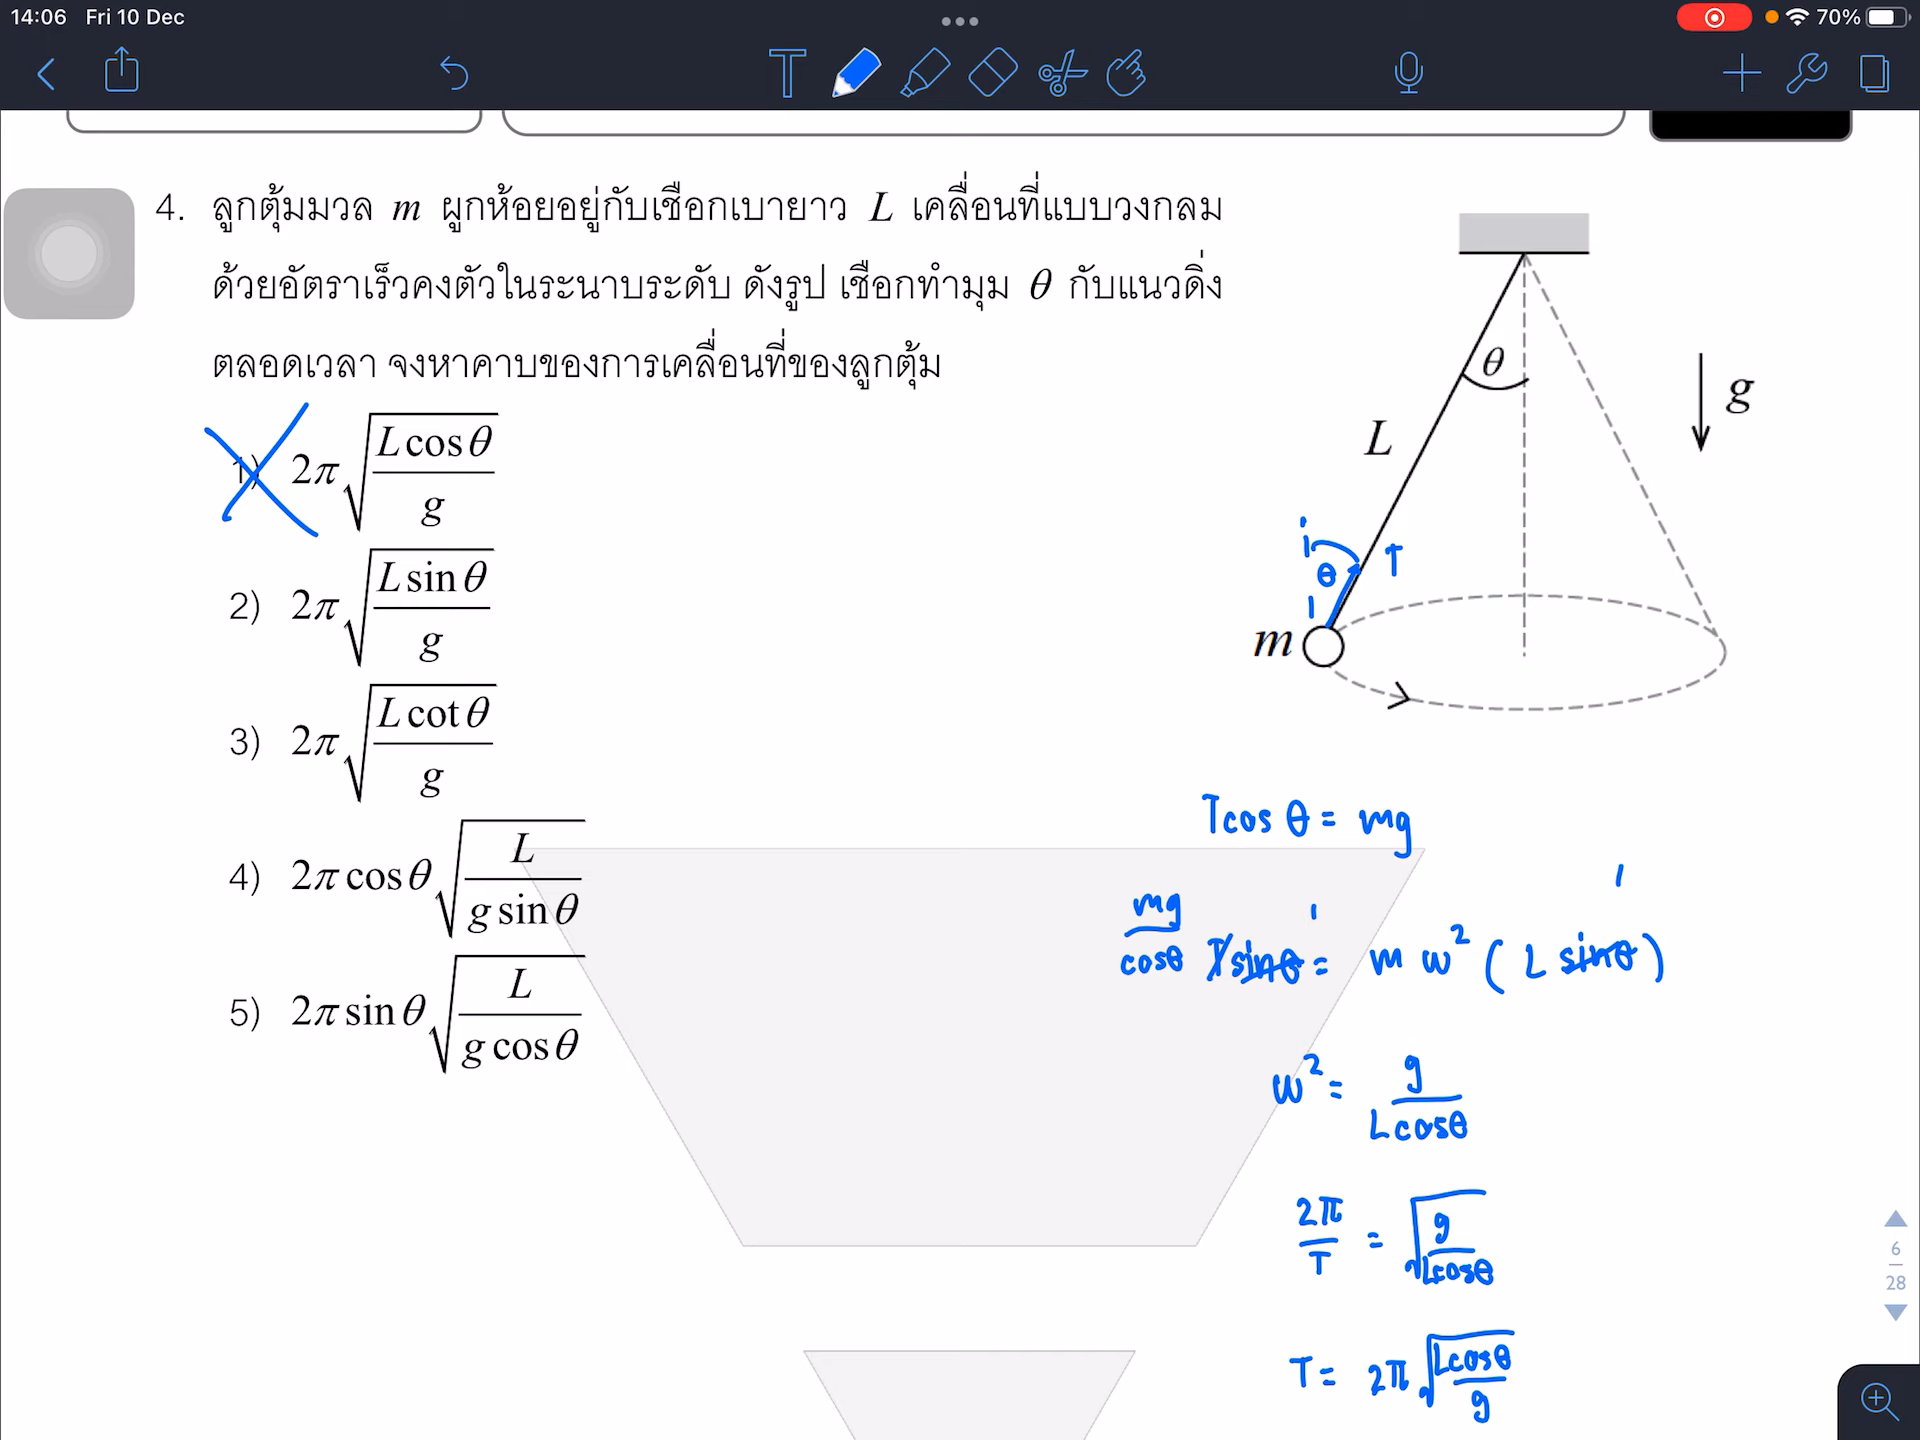 14:06 Fri 10 Dec
70%
4. ลูกตุ้มมวล m ผูกห้อยอยู่กับเชือกเบายาว L เคลื่อนที่แบบวงกลม
ด้วยอัตราเร็วคงตัวในระนาบระดับ ดังรูป เชือกทำมุม θ กับแนวดิ่ง
ตลอดเวลา จงหาคาบของการเคลื่อนที่ของลูกตุ้ม
1) 2π √(L cos θ / g)
2) 2π √(L sin θ / g)
3) 2π √(L cot θ / g)
4) 2π cos θ √(L / g sin θ)
5) 2π sin θ √(L / g cos θ)
θ
g
L
T
θ
m
T cos θ = mg
mg / cos θ T sin θ = m ω² ( L sin θ )
ω² = g / L cos θ
2π / T = √(g / L cos θ)
T = 2π √(L cos θ / g)
6
28